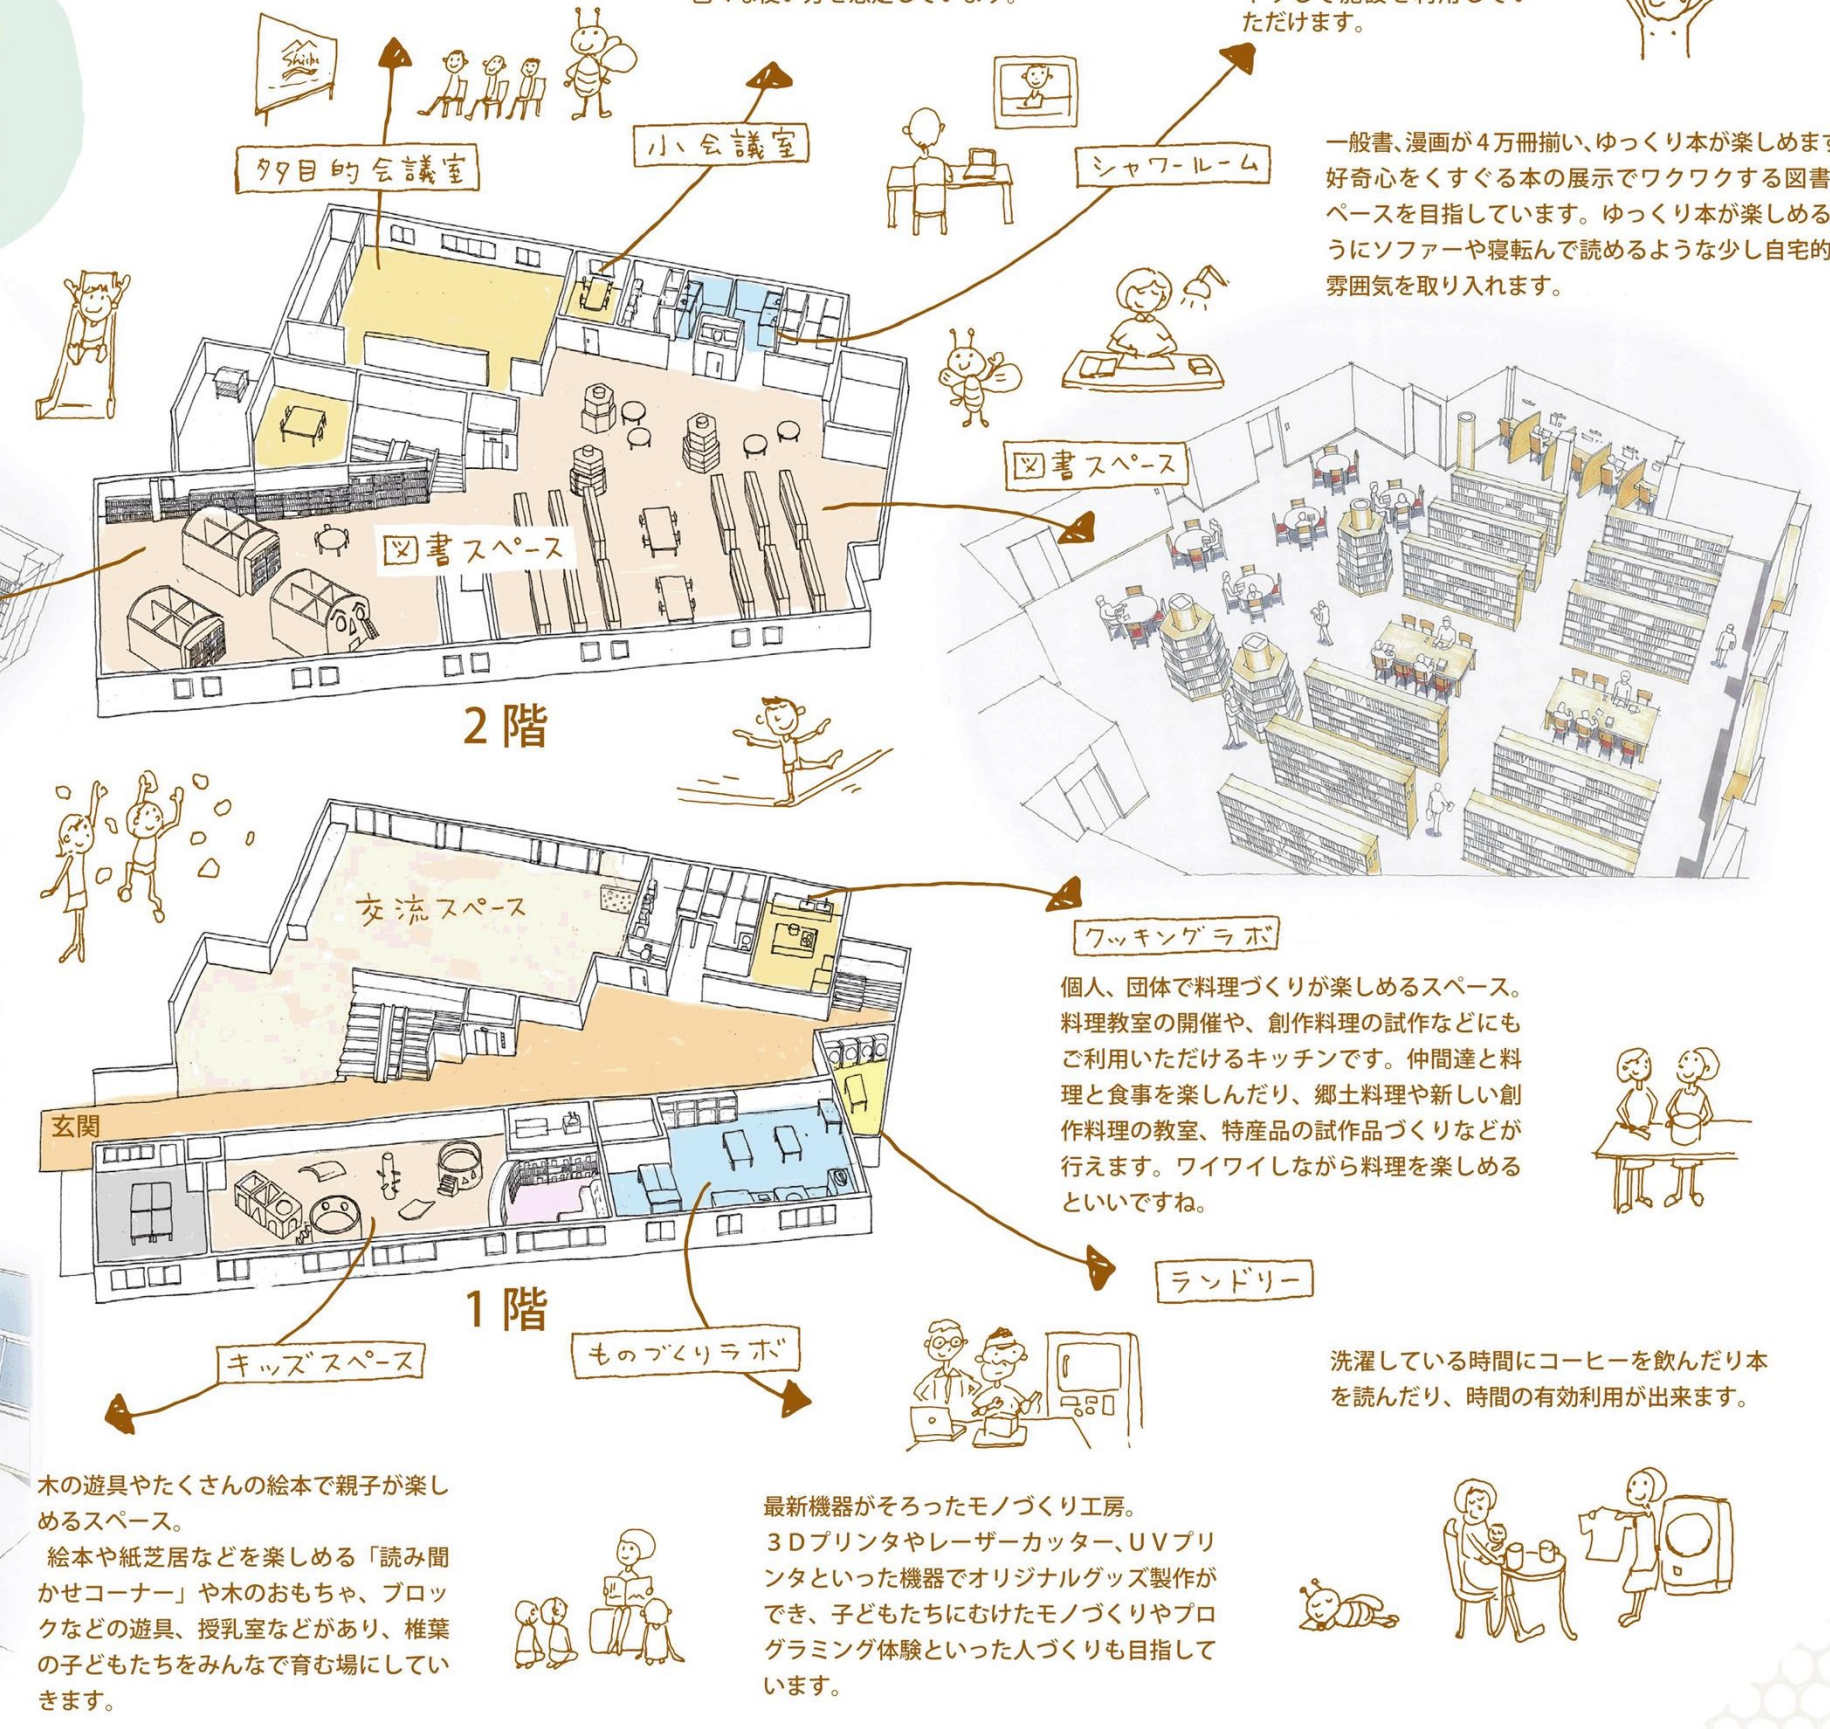 ただけます。
Shiiba
多目的会議室
小会議室
シャワールーム
一般書、漫画が４万冊揃い、ゆっくり本が楽しめます
好奇心をくすぐる本の展示でワクワクする図書
ペースを目指しています。ゆっくり本が楽しめる
うにソファーや寝転んで読めるような少し自宅的
雰囲気を取り入れます。
図書スペース
図書スペース
2 階
交流スペース
クッキングラボ
個人、団体で料理づくりが楽しめるスペース。
料理教室の開催や、創作料理の試作などにも
ご利用いただけるキッチンです。仲間達と料
理と食事を楽しんだり、郷土料理や新しい創
作料理の教室、特産品の試作品づくりなどが
行えます。ワイワイしながら料理を楽しめる
といいですね。
玄関
1 階
ランドリー
キッズスペース
ものづくりラボ
洗濯している時間にコーヒーを飲んだり本
を読んだり、時間の有効利用が出来ます。
木の遊具やたくさんの絵本で親子が楽し
めるスペース。
絵本や紙芝居などを楽しめる「読み聞
かせコーナー」や木のおもちゃ、ブロッ
クなどの遊具、授乳室などがあり、椎葉
の子どもたちをみんなで育む場にしてい
きます。
最新機器がそろったモノづくり工房。
３Ｄプリンタやレーザーカッター、ＵＶプリ
ンタといった機器でオリジナルグッズ製作が
でき、子どもたちにむけたモノづくりやプロ
グラミング体験といった人づくりも目指して
います。